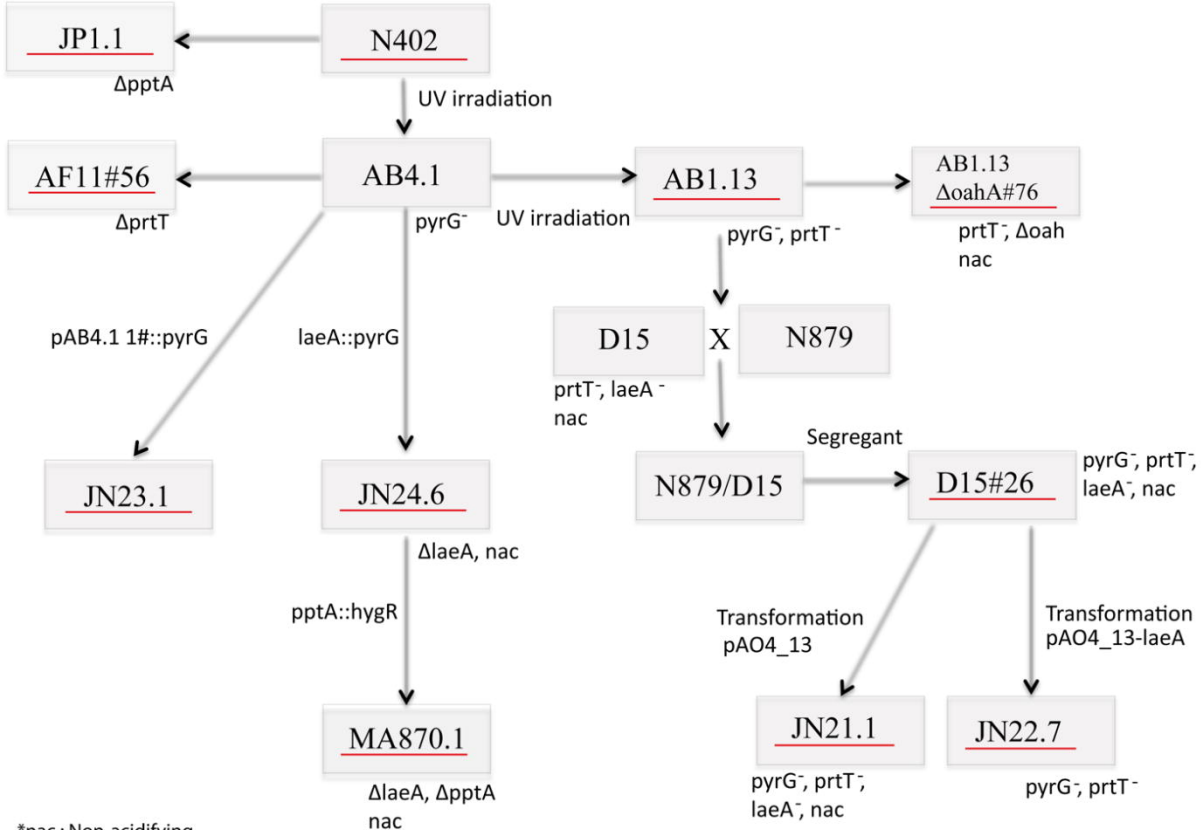 JP1.1
N402
ΔpptA
UV irradiation
AF11#56
AB4.1
AB1.13
AB1.13
ΔoahA#76
ΔprtT
pyrG⁻
UV irradiation
pyrG⁻, prtT⁻
prtT⁻, Δoah
nac
pAB4.1 1#::pyrG
laeA::pyrG
D15
X
N879
prtT⁻, laeA⁻
nac
Segregant
JN23.1
JN24.6
N879/D15
D15#26
pyrG⁻, prtT⁻,
laeA⁻, nac
ΔlaeA, nac
pptA::hygR
Transformation
pAO4_13
Transformation
pAO4_13-laeA
MA870.1
JN21.1
JN22.7
ΔlaeA, ΔpptA
nac
pyrG⁻, prtT⁻,
laeA⁻, nac
pyrG⁻, prtT⁻
*nac: Non-acidifying